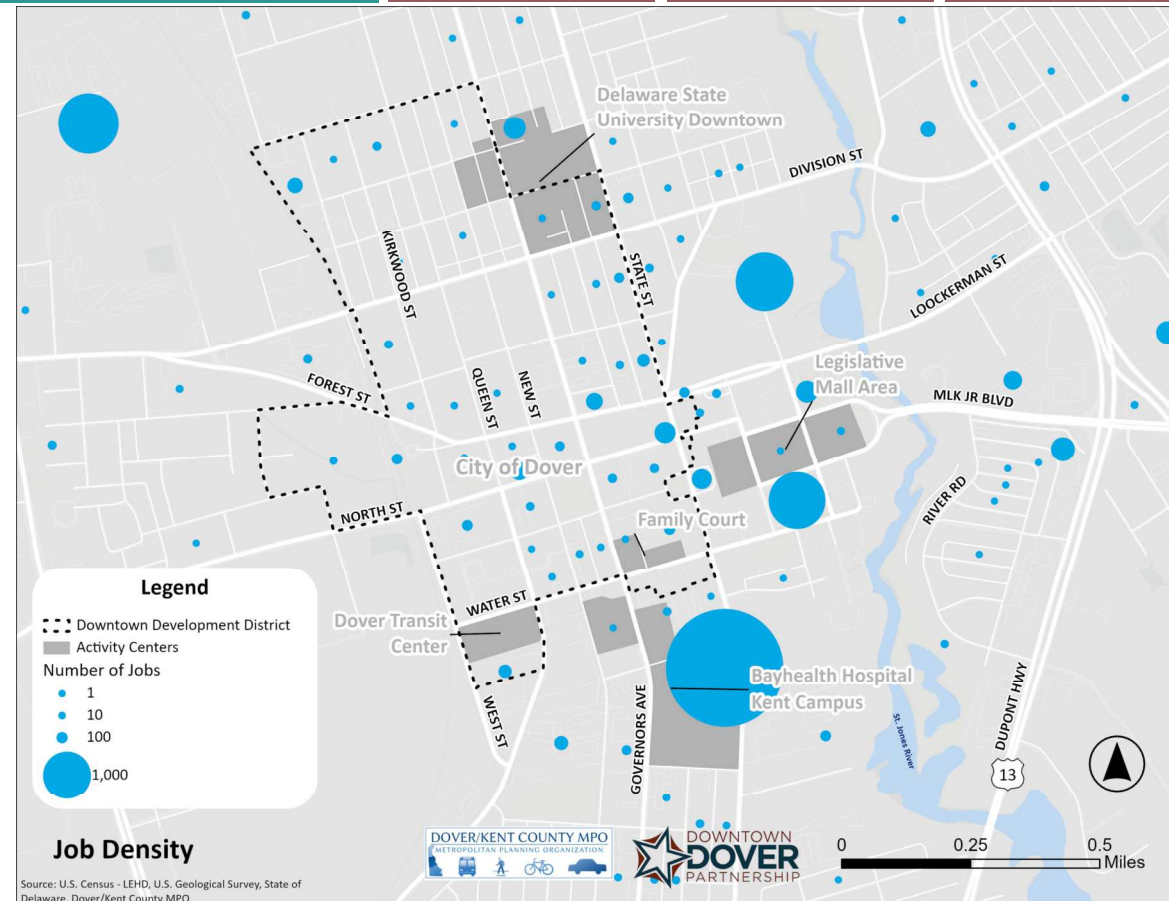 Delaware State
University Downtown
DIVISION ST
KIRKWOOD ST
STATE ST
LOOCKERMAN ST
Legislative
Mall Area
FOREST ST
QUEEN ST
NEW ST
MLK JR BLVD
City of Dover
NORTH ST
RIVER RD
Family Court
WATER ST
Dover Transit
Center
Bayhealth Hospital
Kent Campus
WEST ST
GOVERNORS AVE
St. Jones River
DUPONT HWY
13
Legend
Downtown Development District
Activity Centers
Number of Jobs
1
10
100
1,000
Job Density
Source: U.S. Census - LEHD, U.S. Geological Survey, State of
Delaware, Dover/Kent County MPO
DOVER/KENT COUNTY MPO
METROPOLITAN PLANNING ORGANIZATION
DOWNTOWN
DOVER
PARTNERSHIP
0 0.25 0.5
Miles